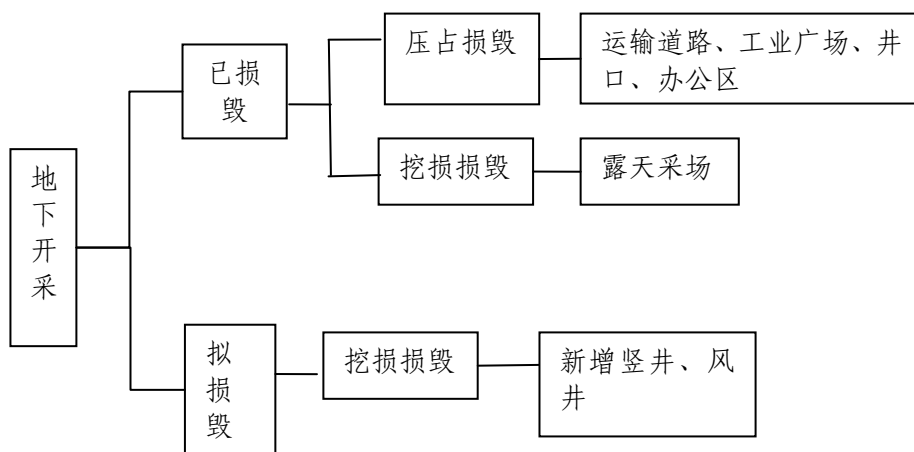 压占损毁
运输道路、工业广场、井
口、办公区
已损
毁
挖损损毁
露天采场
地
下
开
采
拟
损
毁
挖损损毁
新增竖井、风
井